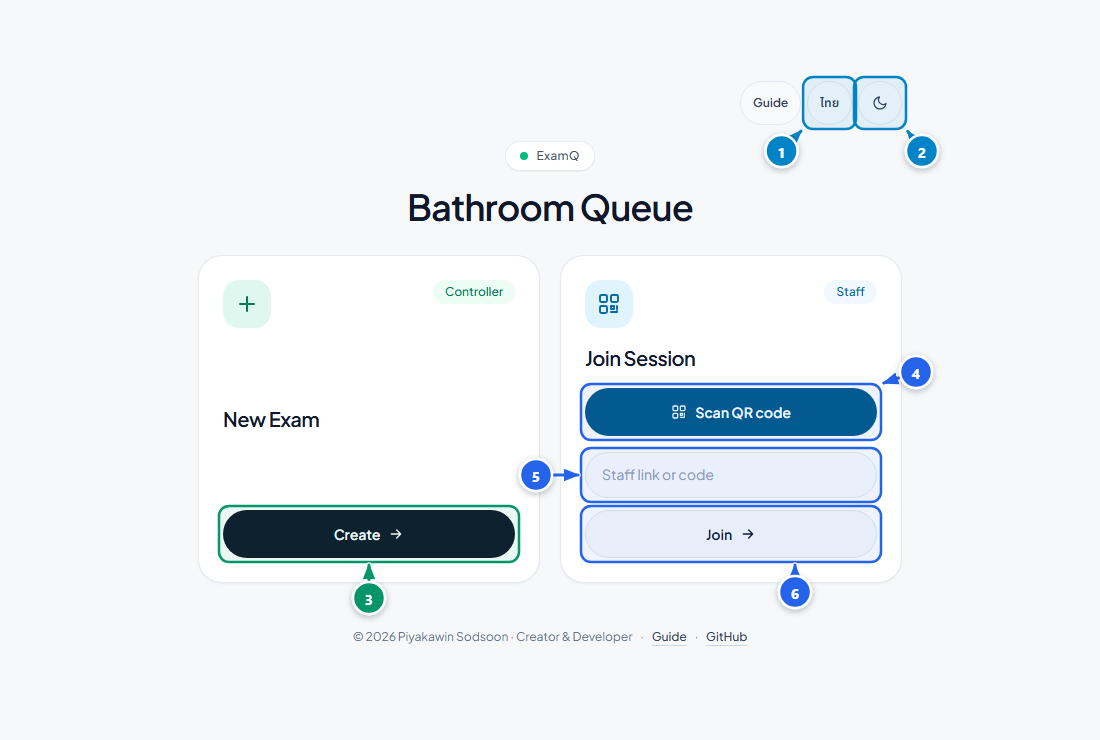 Guide
ไทย
1
2
ExamQ
Bathroom Queue
Controller
New Exam
Create
3
Staff
Join Session
4
Scan QR code
5
Staff link or code
Join
6
© 2026 Piyakawin Sodsoon · Creator & Developer · Guide · GitHub